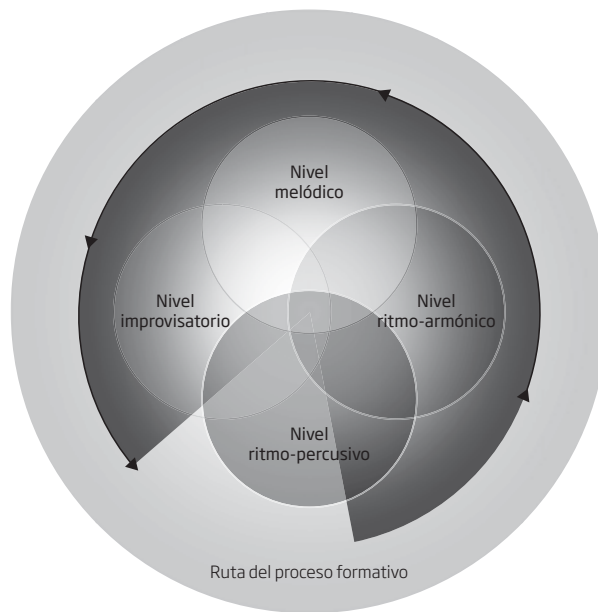 Nivel
melódico
Nivel
improvisatorio
Nivel
ritmo-armónico
Nivel
ritmo-percusivo
Ruta del proceso formativo